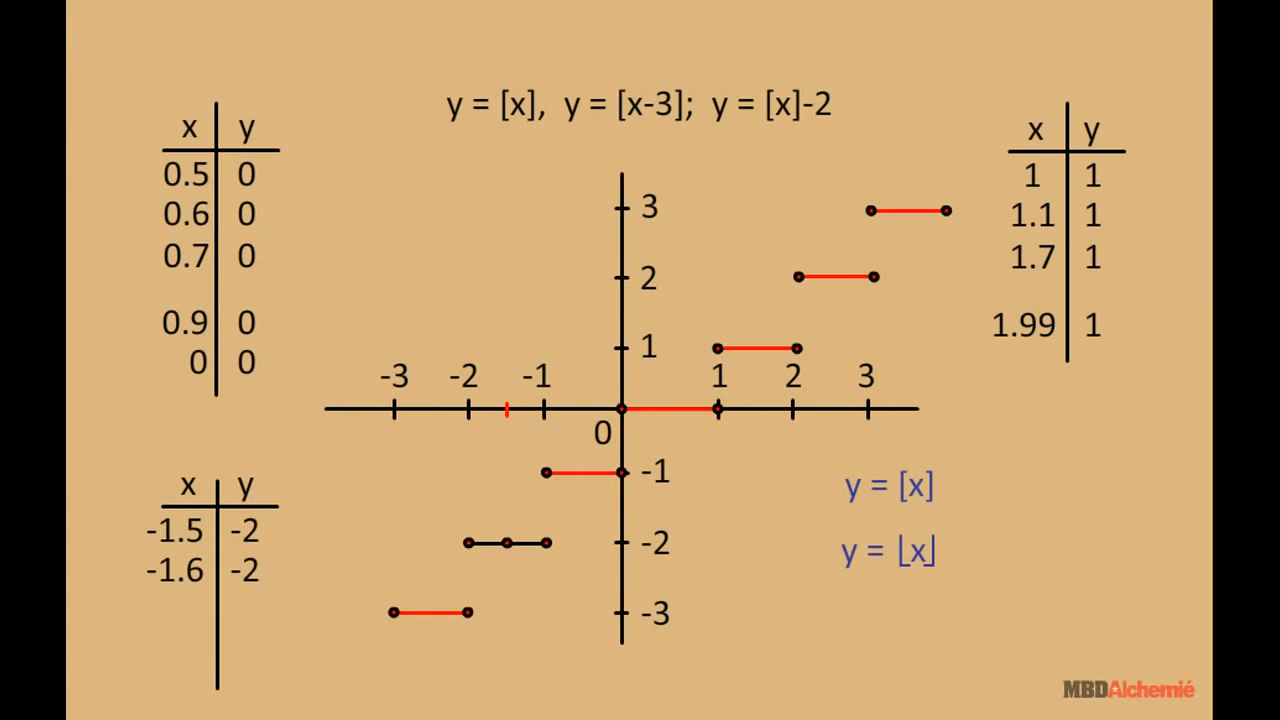 y = [x], y = [x-3]; y = [x]-2
x y
0.5 0
0.6 0
0.7 0
0.9 0
0 0
x y
1 1
1.1 1
1.7 1
1.99 1
3
2
1
-3 -2 -1 1 2 3
0
-1
-2
-3
x y
-1.5 -2
-1.6 -2
y = [x]
y = ⌊x⌋
MBDAlchemié